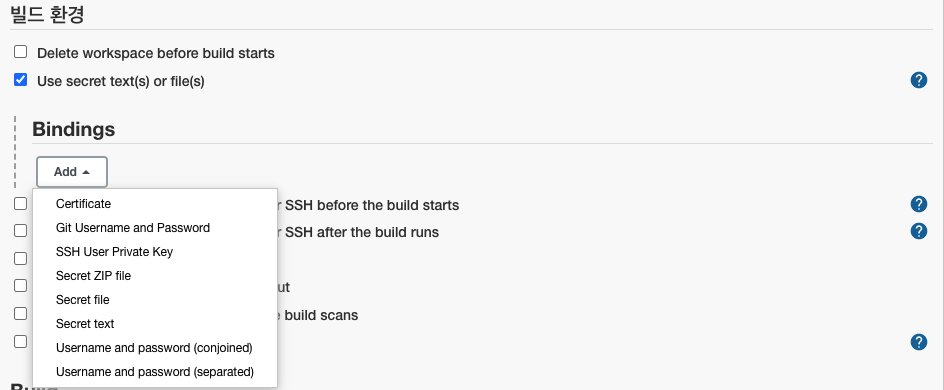 빌드 환경
Delete workspace before build starts
Use secret text(s) or file(s)
?
Bindings
Add
Certificate
SSH before the build starts
?
Git Username and Password
SSH after the build runs
?
SSH User Private Key
Secret ZIP file
ut
Secret file
build scans
Secret text
Username and password (conjoined)
?
Username and password (separated)